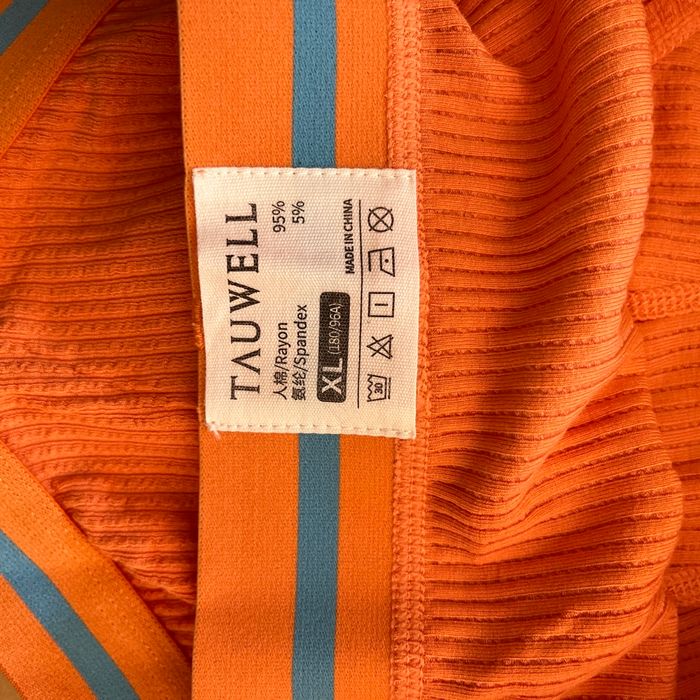 TAUWELL
人棉/Rayon 95%
氨纶/Spandex 5%
XL (180/96A)
MADE IN CHINA
30